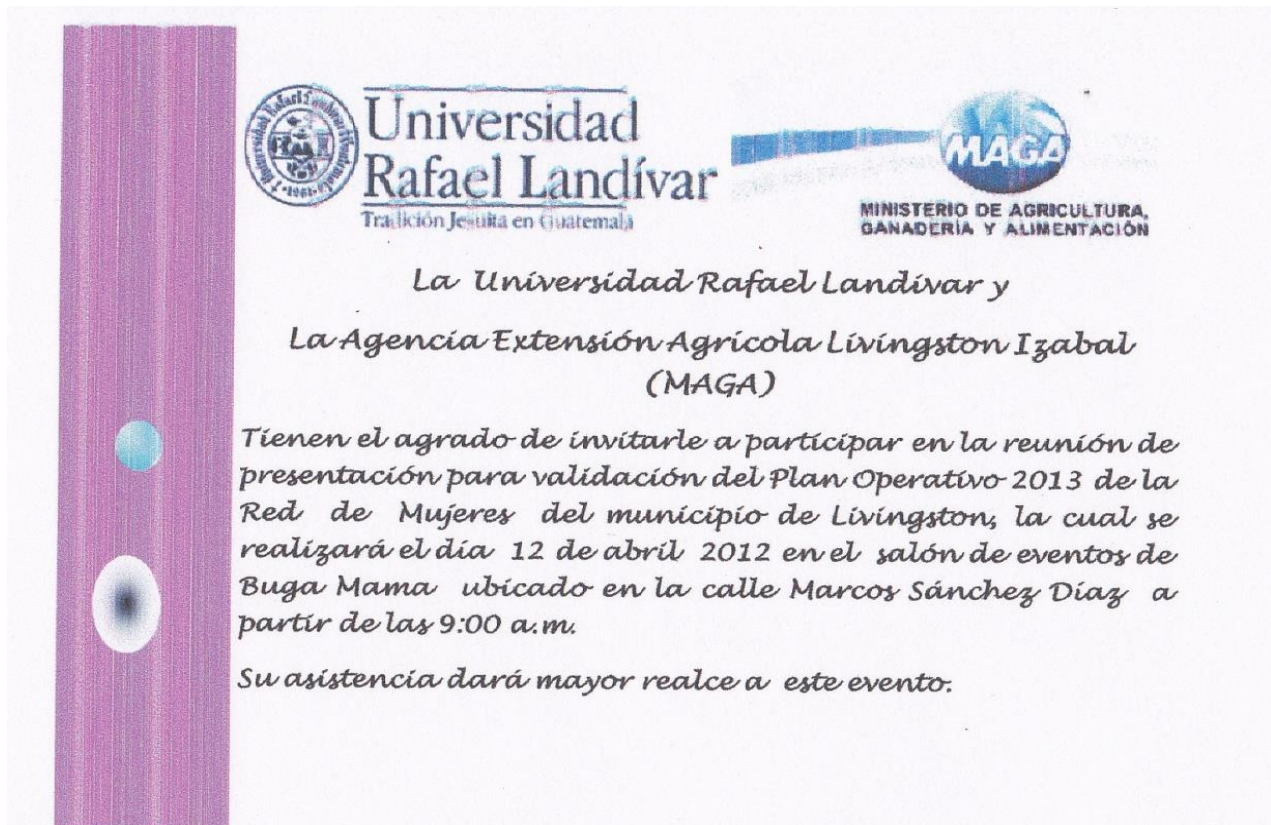 Universidad
Rafael Landívar
Tradición Jesuita en Guatemala
MAGA
MINISTERIO DE AGRICULTURA,
GANADERÍA Y ALIMENTACIÓN
La Universidad Rafael Landívar y
La Agencia Extensión Agrícola Livingston Izabal
(MAGA)
Tienen el agrado de invitarle a participar en la reunión de
presentación para validación del Plan Operativo 2013 de la
Red de Mujeres del municipio de Livingston, la cual se
realizará el día 12 de abril 2012 en el salón de eventos de
Buga Mama ubicado en la calle Marcos Sánchez Díaz a
partir de las 9:00 a.m.
Su asistencia dará mayor realce a este evento.